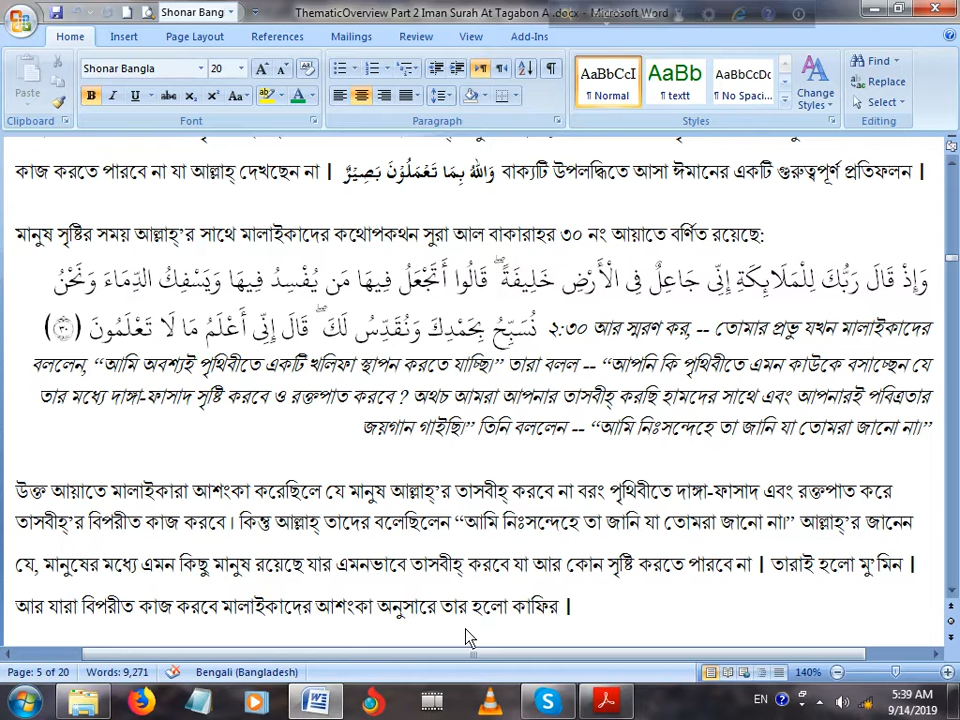 Shonar Bang
ThematicOverview Part 2 Iman Surah At Tagabon A .docx - Microsoft Word
Home Insert Page Layout References Mailings Review View Add-Ins
Paste
Shonar Bangla 20
AaBbCcI AaBb AaBbCcDc
¶ Normal ¶ textt ¶ No Spaci...
Change Styles
Find
Replace
Select
Editing
Clipboard Font Paragraph Styles
কাজ করতে পারবে না যা আল্লাহ্ দেখছেন না | وَاللّٰهُ بِمَا تَعْمَلُوْنَ بَصِيْرٌ বাক্যটি উপলদ্ধিতে আসা ঈমানের একটি গুরুত্বপূর্ণ প্রতিফলন |
মানুষ সৃষ্টির সময় আল্লাহ্'র সাথে মালাইকাদের কথোপকথন সুরা আল বাকারাহর ৩০ নং আয়াতে বর্ণিত রয়েছে:
وَإِذْ قَالَ رَبُّكَ لِلْمَلَائِكَةِ إِنِّي جَاعِلٌ فِي الْأَرْضِ خَلِيفَةً ۖ قَالُوا أَتَجْعَلُ فِيهَا مَن يُفْسِدُ فِيهَا وَيَسْفِكُ الدِّمَاءَ وَنَحْنُ
نُسَبِّحُ بِحَمْدِكَ وَنُقَدِّسُ لَكَ ۖ قَالَ إِنِّي أَعْلَمُ مَا لَا تَعْلَمُونَ (٣٠) ২:৩০ আর স্মরণ কর, -- তোমার প্রভু যখন মালাইকাদের
বললেন, “আমি অবশ্যই পৃথিবীতে একটি খলিফা স্থাপন করতে যাচ্ছি।” তারা বলল -- “আপনি কি পৃথিবীতে এমন কাউকে বসাচ্ছেন যে
তার মধ্যে দাঙ্গা-ফাসাদ সৃষ্টি করবে ও রক্তপাত করবে ? অথচ আমরা আপনার তাসবীহ্ করছি হামদের সাথে এবং আপনারই পবিত্রতার
জয়গান গাইছি।” তিনি বললেন -- “আমি নিঃসন্দেহে তা জানি যা তোমরা জানো না।”
উক্ত আয়াতে মালাইকারা আশংকা করেছিলে যে মানুষ আল্লাহ্'র তাসবীহ্ করবে না বরং পৃথিবীতে দাঙ্গা-ফাসাদ এবং রক্তপাত করে
তাসবীহ্'র বিপরীত কাজ করবে। কিন্তু আল্লাহ্ তাদের বলেছিলেন “আমি নিঃসন্দেহে তা জানি যা তোমরা জানো না।” আল্লাহ্'র জানেন
যে, মানুষের মধ্যে এমন কিছু মানুষ রয়েছে যার এমনভাবে তাসবীহ্ করবে যা আর কোন সৃষ্টি করতে পারবে না | তারাই হলো মু'মিন |
আর যারা বিপরীত কাজ করবে মালাইকাদের আশংকা অনুসারে তার হলো কাফির |
Page: 5 of 20 Words: 9,271 Bengali (Bangladesh) 140%
EN 5:39 AM
9/14/2019